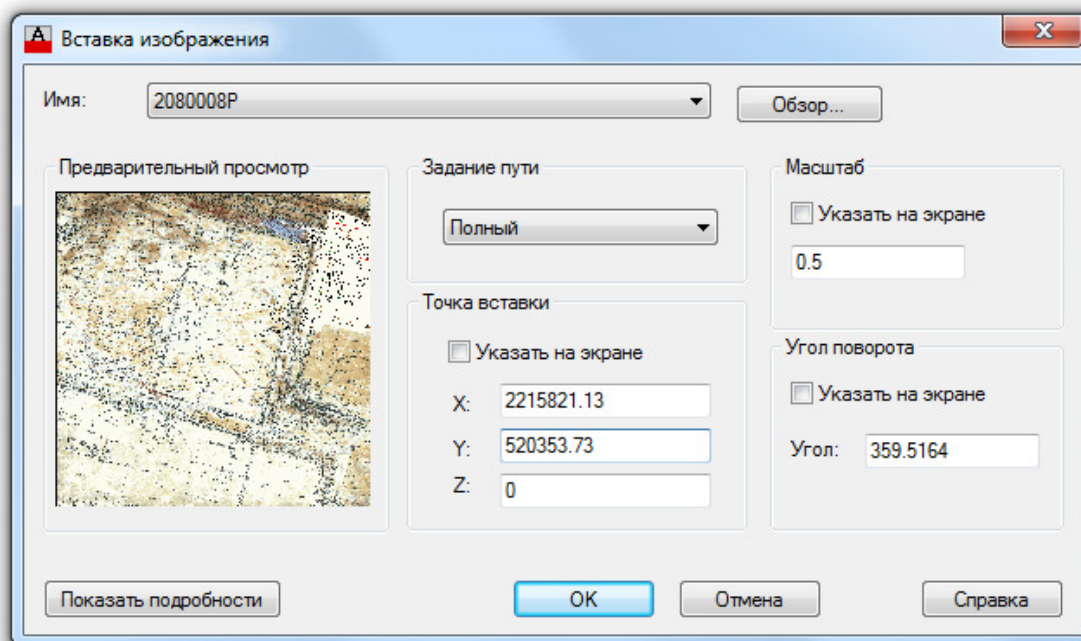 Вставка изображения
Имя:
2080008P
Обзор...
Предварительный просмотр
Задание пути
Полный
Масштаб
Указать на экране
0.5
Точка вставки
Указать на экране
X:
2215821.13
Y:
520353.73
Z:
0
Угол поворота
Указать на экране
Угол:
359.5164
Показать подробности
OK
Отмена
Справка